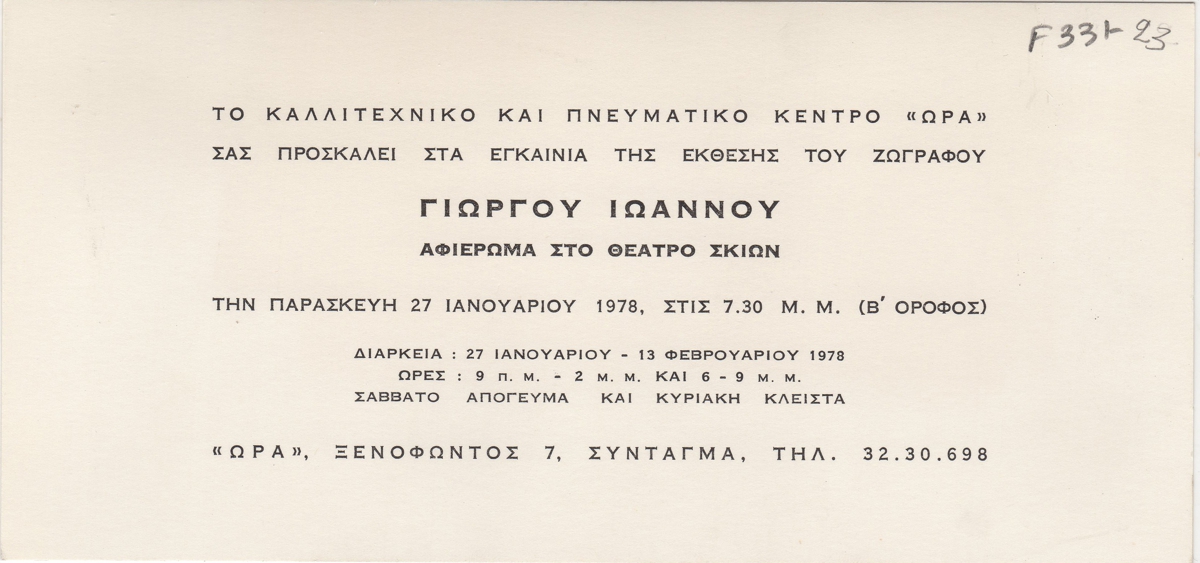 F 331-23
ΤΟ ΚΑΛΛΙΤΕΧΝΙΚΟ ΚΑΙ ΠΝΕΥΜΑΤΙΚΟ ΚΕΝΤΡΟ «ΩΡΑ»
ΣΑΣ ΠΡΟΣΚΑΛΕΙ ΣΤΑ ΕΓΚΑΙΝΙΑ ΤΗΣ ΕΚΘΕΣΗΣ ΤΟΥ ΖΩΓΡΑΦΟΥ
ΓΙΩΡΓΟΥ ΙΩΑΝΝΟΥ
ΑΦΙΕΡΩΜΑ ΣΤΟ ΘΕΑΤΡΟ ΣΚΙΩΝ
ΤΗΝ ΠΑΡΑΣΚΕΥΗ 27 ΙΑΝΟΥΑΡΙΟΥ 1978, ΣΤΙΣ 7.30 Μ. Μ. (Β΄ ΟΡΟΦΟΣ)
ΔΙΑΡΚΕΙΑ : 27 ΙΑΝΟΥΑΡΙΟΥ - 13 ΦΕΒΡΟΥΑΡΙΟΥ 1978
ΩΡΕΣ : 9 π. μ. - 2 μ. μ. ΚΑΙ 6 - 9 μ. μ.
ΣΑΒΒΑΤΟ ΑΠΟΓΕΥΜΑ ΚΑΙ ΚΥΡΙΑΚΗ ΚΛΕΙΣΤΑ
«ΩΡΑ», ΞΕΝΟΦΩΝΤΟΣ 7, ΣΥΝΤΑΓΜΑ, ΤΗΛ. 32.30.698